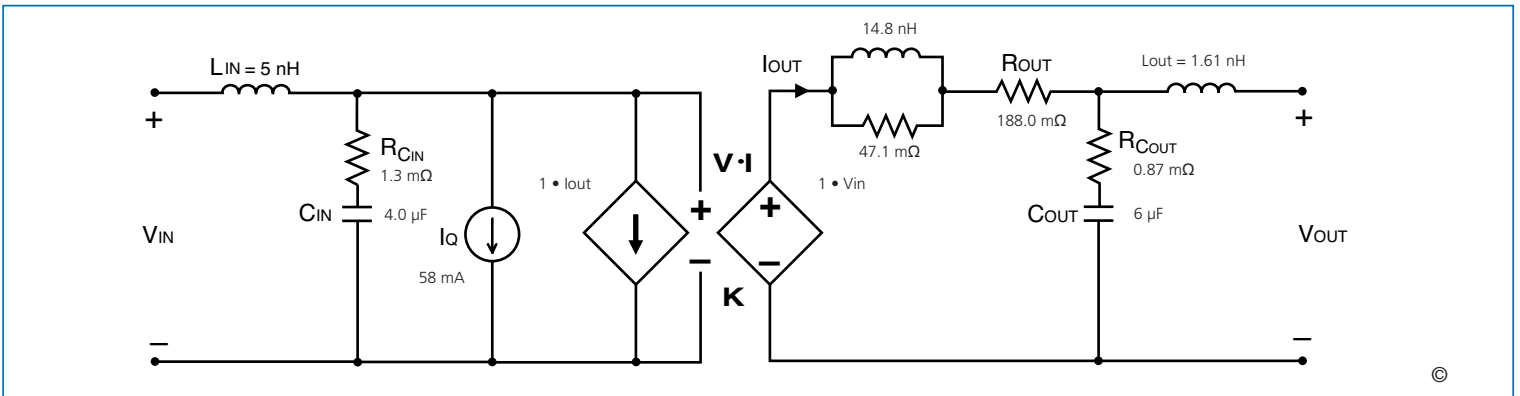 14.8 nH
LIN = 5 nH
IOUT
ROUT
Lout = 1.61 nH
+
+
188.0 mΩ
RCIN
1.3 mΩ
47.1 mΩ
RCOUT
0.87 mΩ
V·I
1 • Iout
1 • Vin
+
+
CIN
4.0 µF
COUT
6 µF
VIN
IQ
VOUT
–
–
58 mA
K
–
–
©